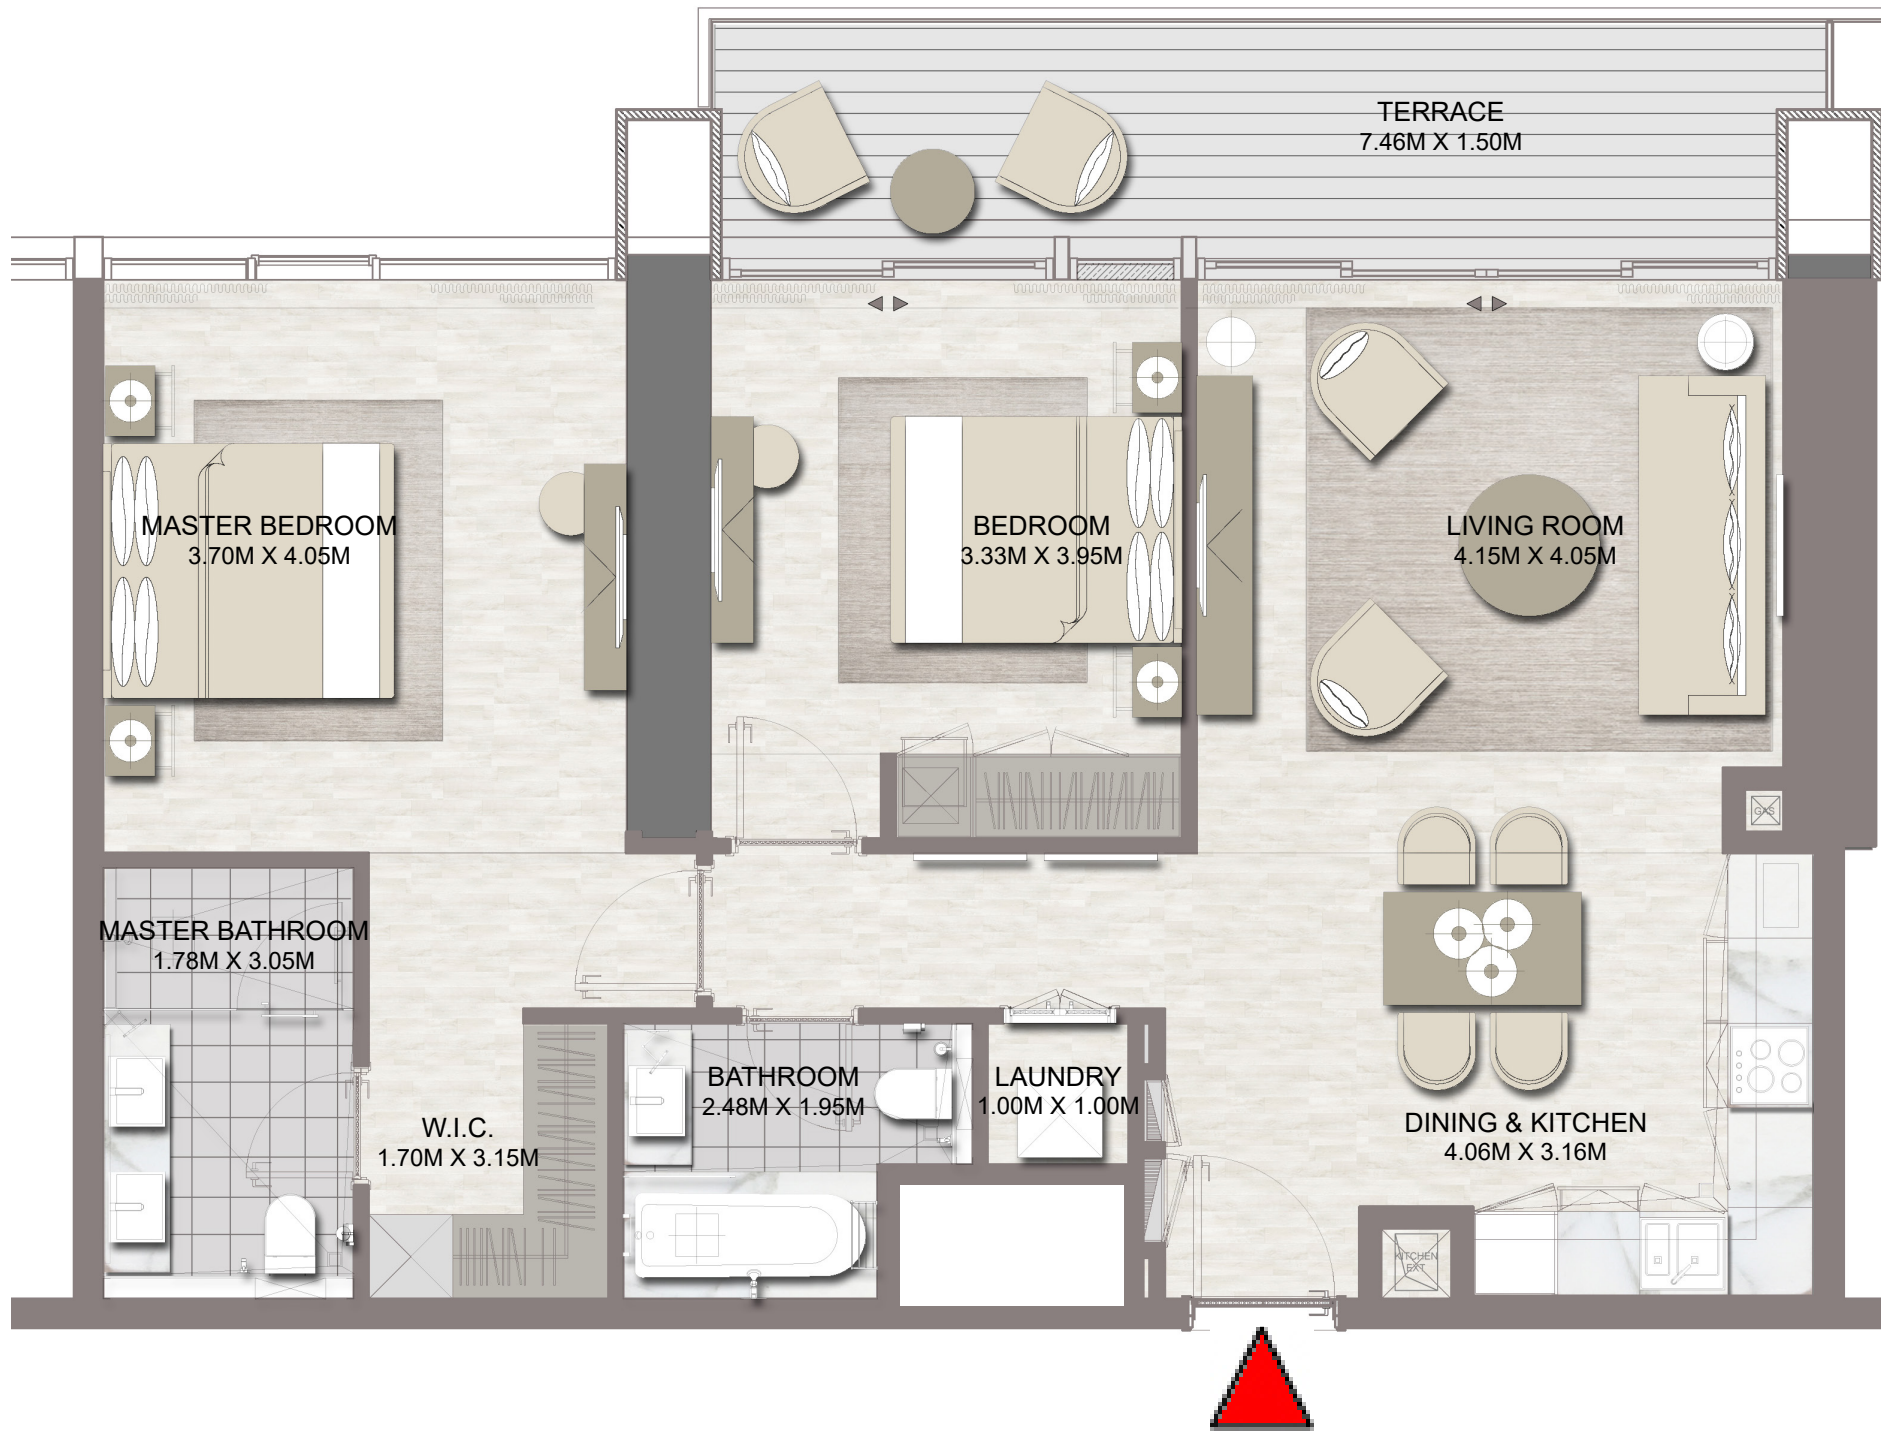 TERRACE
7.46M X 1.50M
MASTER BEDROOM
3.70M X 4.05M
BEDROOM
3.33M X 3.95M
LIVING ROOM
4.15M X 4.05M
GAS
MASTER BATHROOM
1.78M X 3.05M
BATHROOM
2.48M X 1.95M
LAUNDRY
1.00M X 1.00M
W.I.C.
1.70M X 3.15M
DINING & KITCHEN
4.06M X 3.16M
KITCHEN
EXT